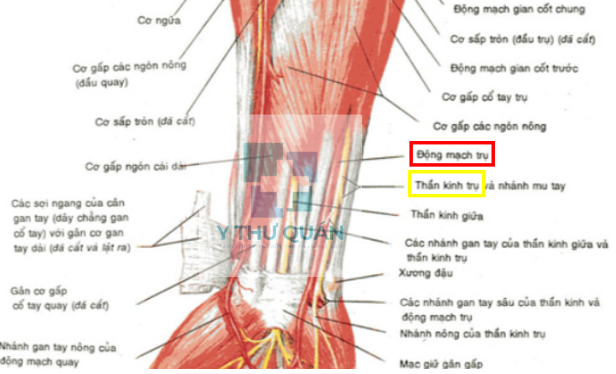 Cơ ngửa
Cơ gấp các ngón nông
(đầu quay)
Cơ sấp tròn (đã cắt)
Cơ gấp ngón cái dài
Các sợi ngang của cân
gan tay (dây chằng gan
cổ tay) với gân cơ gan
tay dài (đã cắt và lật ra)
Gân cơ gấp
cổ tay quay (đã cắt)
Nhánh gan tay nông của
động mạch quay
Y THƯ QUÁN
Động mạch gian cốt chung
Cơ sấp tròn (đầu trụ) (đã cắt)
Động mạch gian cốt trước
Cơ gấp cổ tay trụ
Cơ gấp các ngón nông
Động mạch trụ
Thần kinh trụ và nhánh mu tay
Thần kinh giữa
Các nhánh gan tay của thần kinh giữa và
thần kinh trụ
Xương đậu
Các nhánh gan tay sâu của thần kinh và
động mạch trụ
Nhánh nông của thần kinh trụ
Mạc giữ gân gấp